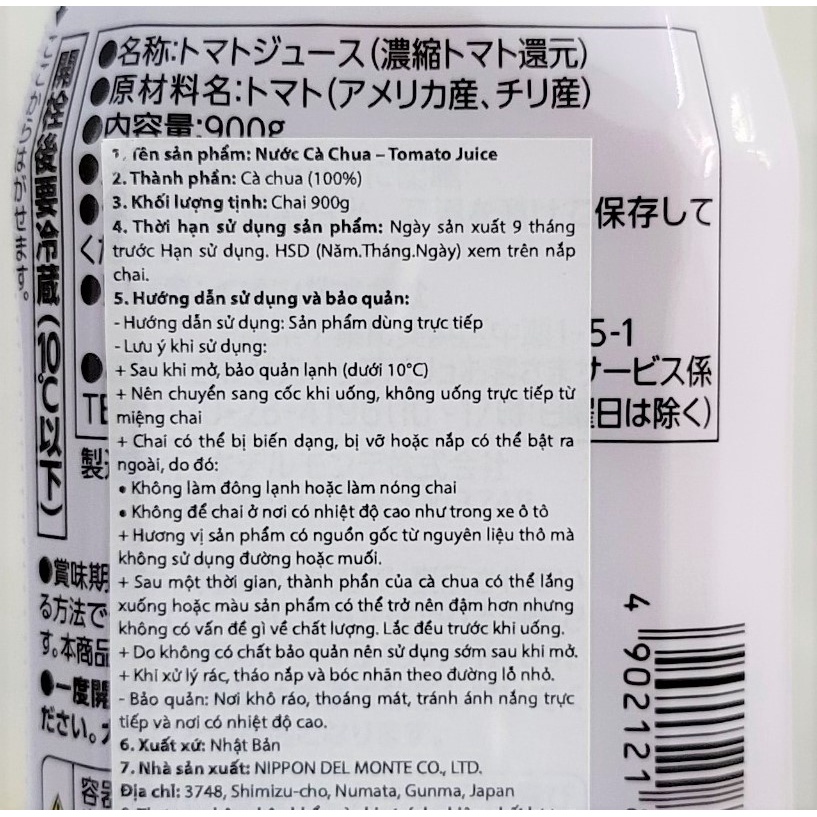 ●名称:トマトジュース(濃縮トマト還元)
●原材料名:トマト(アメリカ産、チリ産)
●内容量:900g
保存して
5-1
サービス係
日は除く)
開栓後要冷蔵(10℃以下)
ここからはがせます。
1. Tên sản phẩm: Nước Cà Chua – Tomato Juice
2. Thành phần: Cà chua (100%)
3. Khối lượng tịnh: Chai 900g
4. Thời hạn sử dụng sản phẩm: Ngày sản xuất 9 tháng
trước Hạn sử dụng. HSD (Năm.Tháng.Ngày) xem trên nắp
chai.
5. Hướng dẫn sử dụng và bảo quản:
- Hướng dẫn sử dụng: Sản phẩm dùng trực tiếp
- Lưu ý khi sử dụng:
+ Sau khi mở, bảo quản lạnh (dưới 10°C)
+ Nên chuyển sang cốc khi uống, không uống trực tiếp từ
miệng chai
+ Chai có thể bị biến dạng, bị vỡ hoặc nắp có thể bật ra
ngoài, do đó:
• Không làm đông lạnh hoặc làm nóng chai
• Không để chai ở nơi có nhiệt độ cao như trong xe ô tô
+ Hương vị sản phẩm có nguồn gốc từ nguyên liệu thô mà
không sử dụng đường hoặc muối.
+ Sau một thời gian, thành phần của cà chua có thể lắng
xuống hoặc màu sản phẩm có thể trở nên đậm hơn nhưng
không có vấn đề gì về chất lượng. Lắc đều trước khi uống.
+ Do không có chất bảo quản nên sử dụng sớm sau khi mở.
+ Khi xử lý rác, tháo nắp và bóc nhãn theo đường lỗ nhỏ.
- Bảo quản: Nơi khô ráo, thoáng mát, tránh ánh nắng trực
tiếp và nơi có nhiệt độ cao.
6. Xuất xứ: Nhật Bản
7. Nhà sản xuất: NIPPON DEL MONTE CO., LTD.
Địa chỉ: 3748, Shimizu-cho, Numata, Gunma, Japan
●賞味期
る方法で
す。本商品
●一度開
ださい。
容器
4 902121